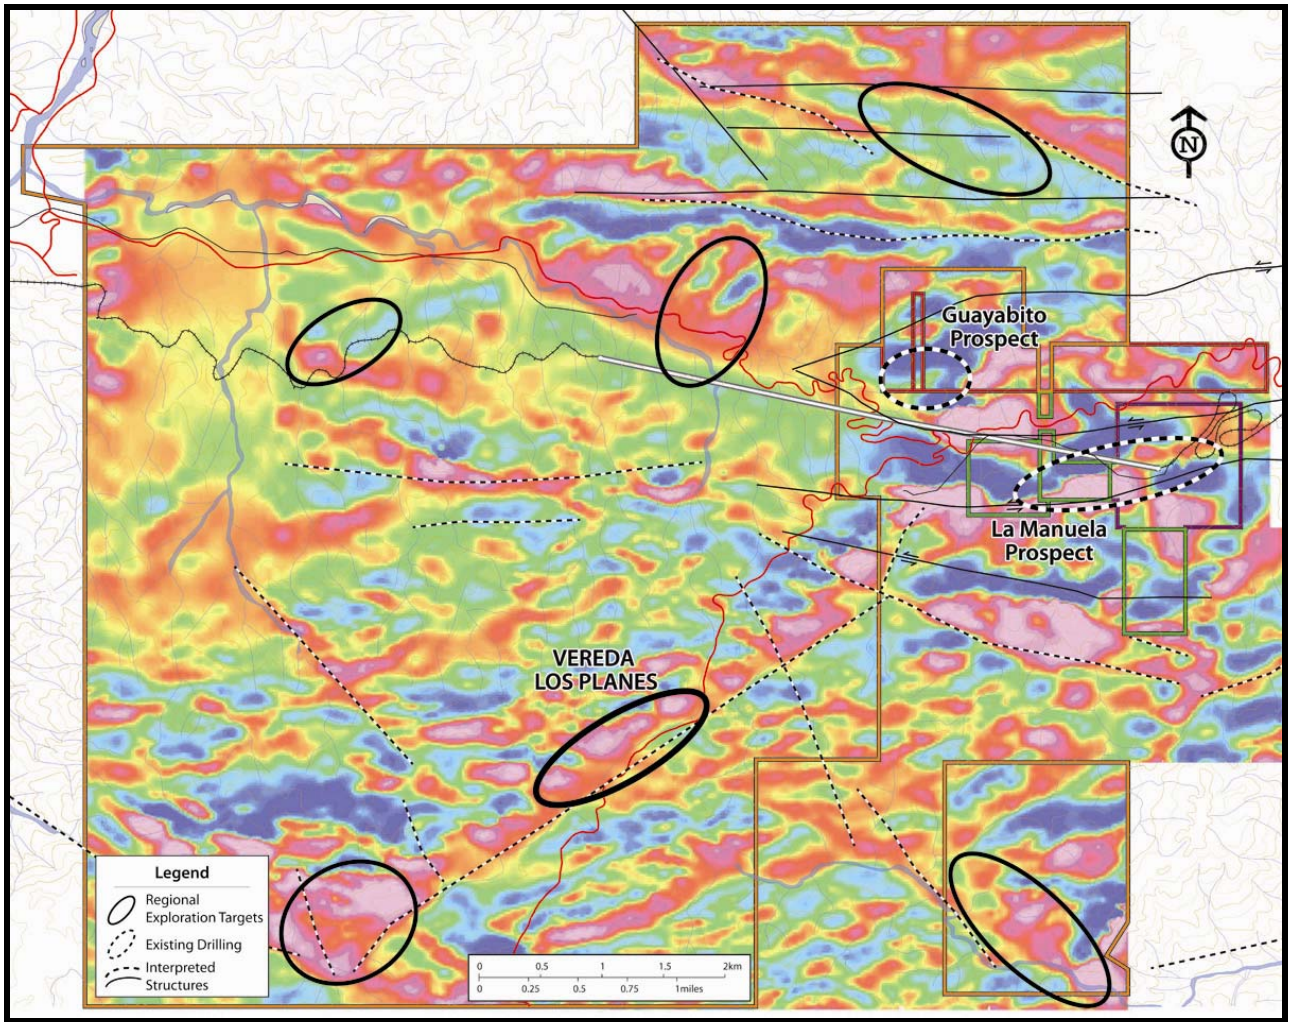 N
Guayabito
Prospect
La Manuela
Prospect
VEREDA
LOS PLANES
Legend
Regional
Exploration Targets
Existing Drilling
Interpreted
Structures
0 0.5 1 1.5 2km
0 0.25 0.5 0.75 1miles